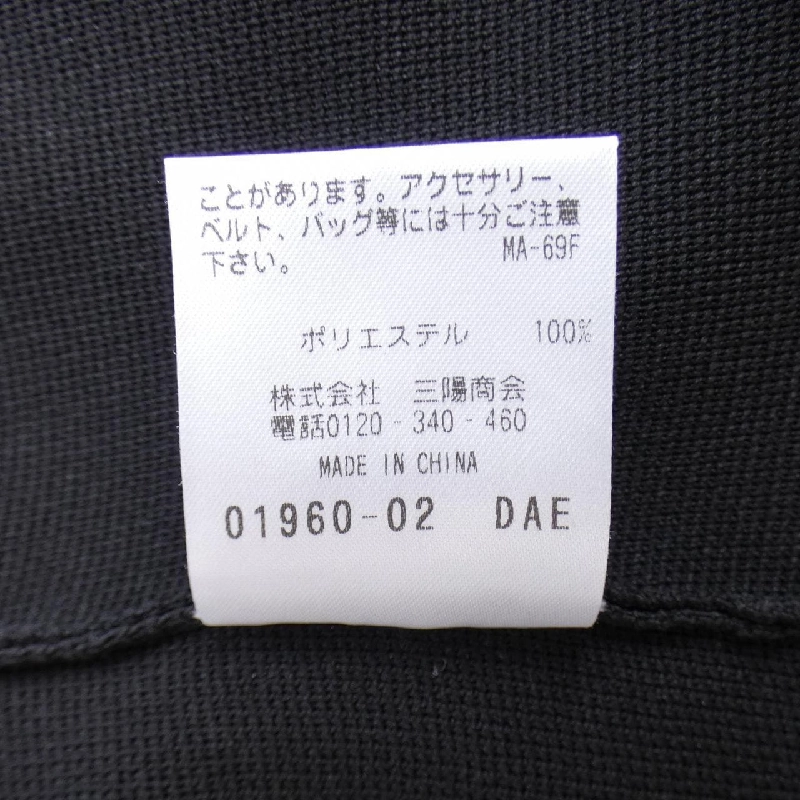 ことがあります。アクセサリー、
ベルト、バッグ等には十分ご注意
下さい。 MA-69F
ポリエステル 100%
株式会社 三陽商会
電話0120-340-460
MADE IN CHINA
01960-02 DAE